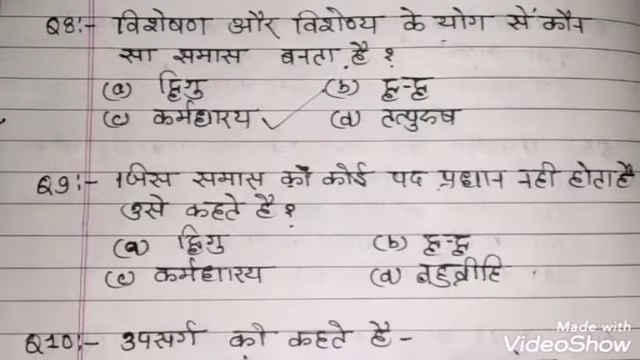 Q8:- विशेषण और विशेष्य के योग से कौन
सा समास बनता है ?
(a) द्विगु (b) द्वन्द्व
(c) कर्मधारय ✓ (d) तत्पुरुष
Q9:- जिस समास का कोई पद प्रधान नही होता है
उसे कहते है ?
(a) द्विगु (b) द्वन्द्व
(c) कर्मधारय (d) बहुव्रीहि
Q10:- उपसर्ग को कहते है -
Made with
VideoShow